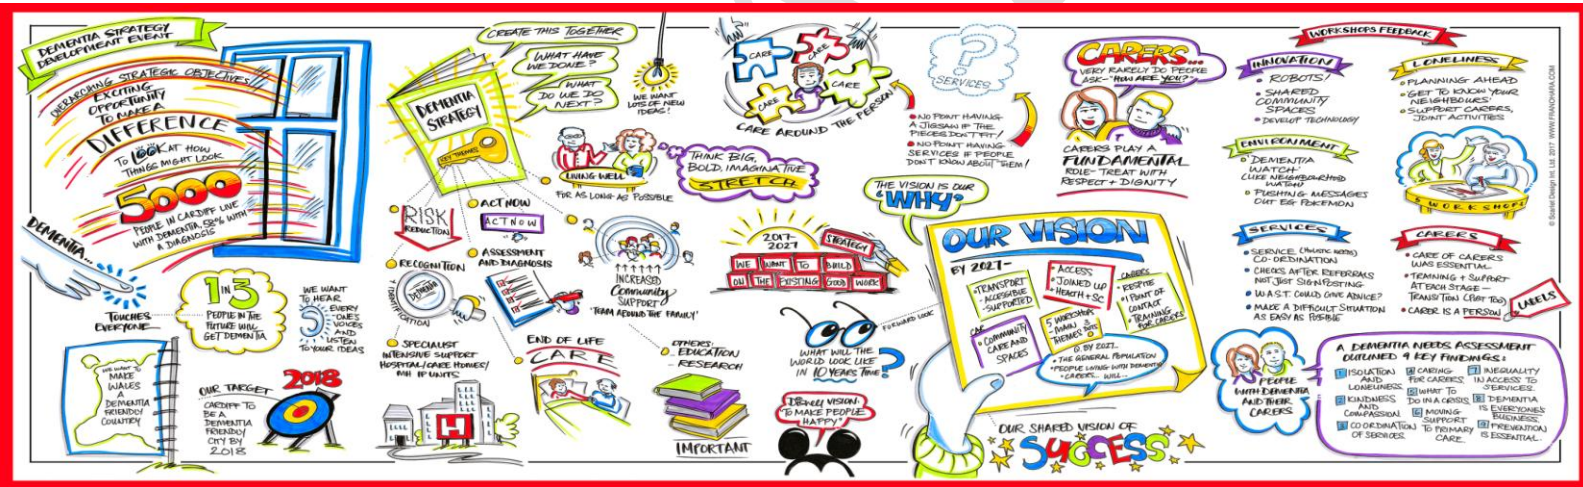 DEMENTIA STRATEGY
DEVELOPMENT EVENT
OVERARCHING STRATEGIC OBJECTIVES
EXCITING
OPPORTUNITY
TO MAKE A
DIFFERENCE
TO LOOK AT HOW
THINGS MIGHT LOOK
5000
PEOPLE IN CARDIFF LIVE
WITH DEMENTIA, 58% WITH
A DIAGNOSIS
DEMENTIA...
TOUCHES
EVERYONE...
1 IN 3
PEOPLE IN THE
FUTURE WILL
GET DEMENTIA
WE WANT
TO HEAR
EVERY
ONE'S
VOICES
AND
LISTEN
TO YOUR IDEAS
WE WANT TO
MAKE
WALES
A
DEMENTIA
FRIENDLY
COUNTRY
OUR TARGET 2018
CARDIFF TO
BE A
DEMENTIA
FRIENDLY
CITY BY
2018
CREATE THIS TOGETHER
WHAT HAVE
WE DONE?
WHAT
DO WE DO
NEXT?
WE WANT
LOTS OF NEW
IDEAS!
DEMENTIA
STRATEGY
KEY THEMES
LIVING WELL
FOR AS LONG AS POSSIBLE
RISK
REDUCTION
ACT NOW
ACT NOW
ASSESSMENT
AND DIAGNOSIS
RECOGNITION
DEMENTIA
IDENTIFICATION
INCREASED
COMMUNITY
SUPPORT
'TEAM AROUND THE FAMILY'
SPECIALIST
INTENSIVE SUPPORT
HOSPITAL/CARE HOMES/
MH IP UNITS
H
END OF LIFE
CARE
OTHERS:
EDUCATION
RESEARCH
IMPORTANT
THINK BIG,
BOLD, IMAGINATIVE
STRETCH
CARE
CARE
CARE
CARE
CARE AROUND THE PERSON
SERVICES
NO POINT HAVING
A JIGSAW IF THE
PIECES DON'T FIT!
NO POINT HAVING
SERVICES IF PEOPLE
DON'T KNOW ABOUT THEM!
CARERS...
VERY RARELY DO PEOPLE
ASK- "HOW ARE YOU?"
CARERS PLAY A
FUNDAMENTAL
ROLE- TREAT WITH
RESPECT + DIGNITY
2017-
2027
STRATEGY
WE WANT TO BUILD
ON THE EXISTING GOOD WORK
THE VISION IS OUR
"WHY"
FORWARD LOOK
WHAT WILL THE
WORLD LOOK LIKE
IN 10 YEARS TIME?
DISNEY VISION:
'TO MAKE PEOPLE
HAPPY'
OUR VISION
BY 2027-
TRANSPORT
- ACCESSIBLE
- SUPPORTED
ACCESS
JOINED UP
HEALTH + SC
CARERS
RESPITE
1 POINT OF
CONTACT
TRAINING
FOR CARERS
COMMUNITY
CARE AND
SPACES
5 WORKSHOPS
MAIN 3
THEMES
BY 2027
THE GENERAL POPULATION
PEOPLE LIVING WITH DEMENTIA
CARERS... WILL...
OUR SHARED VISION OF
SUCCESS
WORKSHOPS FEEDBACK
INNOVATION
ROBOTS!
SHARED
COMMUNITY
SPACES
DEVELOP TECHNOLOGY
ENVIRONMENT
'DEMENTIA
WATCH'
LIKE NEIGHBOURHOOD
WATCH
PUSHING MESSAGES
OUT EG POKEMON
SERVICES
SERVICE (HOLISTIC NEEDS)
CO-ORDINATION
CHECKS AFTER REFERRALS
NOT JUST SIGNPOSTING
W.A.S.T. COULD GIVE ADVICE?
MAKE A DIFFICULT SITUATION
AS EASY AS POSSIBLE
LONELINESS
PLANNING AHEAD
'GET TO KNOW YOUR
NEIGHBOURS'
SUPPORT CARERS,
JOINT ACTIVITIES
WORKSHOP
CARERS
CARE OF CARERS
WAS ESSENTIAL
TRAINING + SUPPORT
AT EACH STAGE -
TRANSITION (POST TOO)
CARER IS A PERSON
LABELS
© Scarlet Design Int. Ltd. 2017 WWW.FRANOHARA.COM
PEOPLE
WITH DEMENTIA
AND THEIR
CARERS
A DEMENTIA NEEDS ASSESSMENT
OUTLINED 9 KEY FINDINGS:
1 ISOLATION
AND
LONELINESS
2 KINDNESS
AND
COMPASSION
3 CO ORDINATION
OF SERVICES
4 CARING
FOR CARERS
5 WHAT TO
DO IN A CRISIS
6 MOVING
SUPPORT
TO PRIMARY
CARE
7 INEQUALITY
IN ACCESS TO
SERVICES
8 DEMENTIA
IS EVERYONE'S
BUSINESS
9 PREVENTION
IS ESSENTIAL